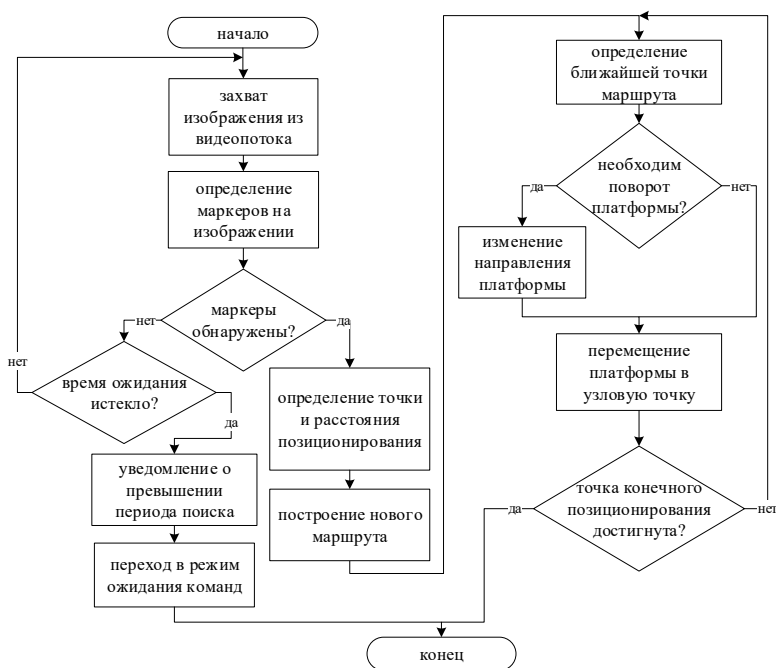 начало
захват
изображения из
видеопотока
определение
маркеров на
изображении
маркеры
обнаружены?
нет
да
нет
время ожидания
истекло?
да
уведомление о
превышении
периода поиска
переход в режим
ожидания команд
определение точки
и расстояния
позиционирования
построение нового
маршрута
определение
ближайшей точки
маршрута
необходим
поворот
платформы?
да
нет
изменение
направления
платформы
перемещение
платформы в
узловую точку
точка конечного
позиционирования
достигнута?
да
нет
конец